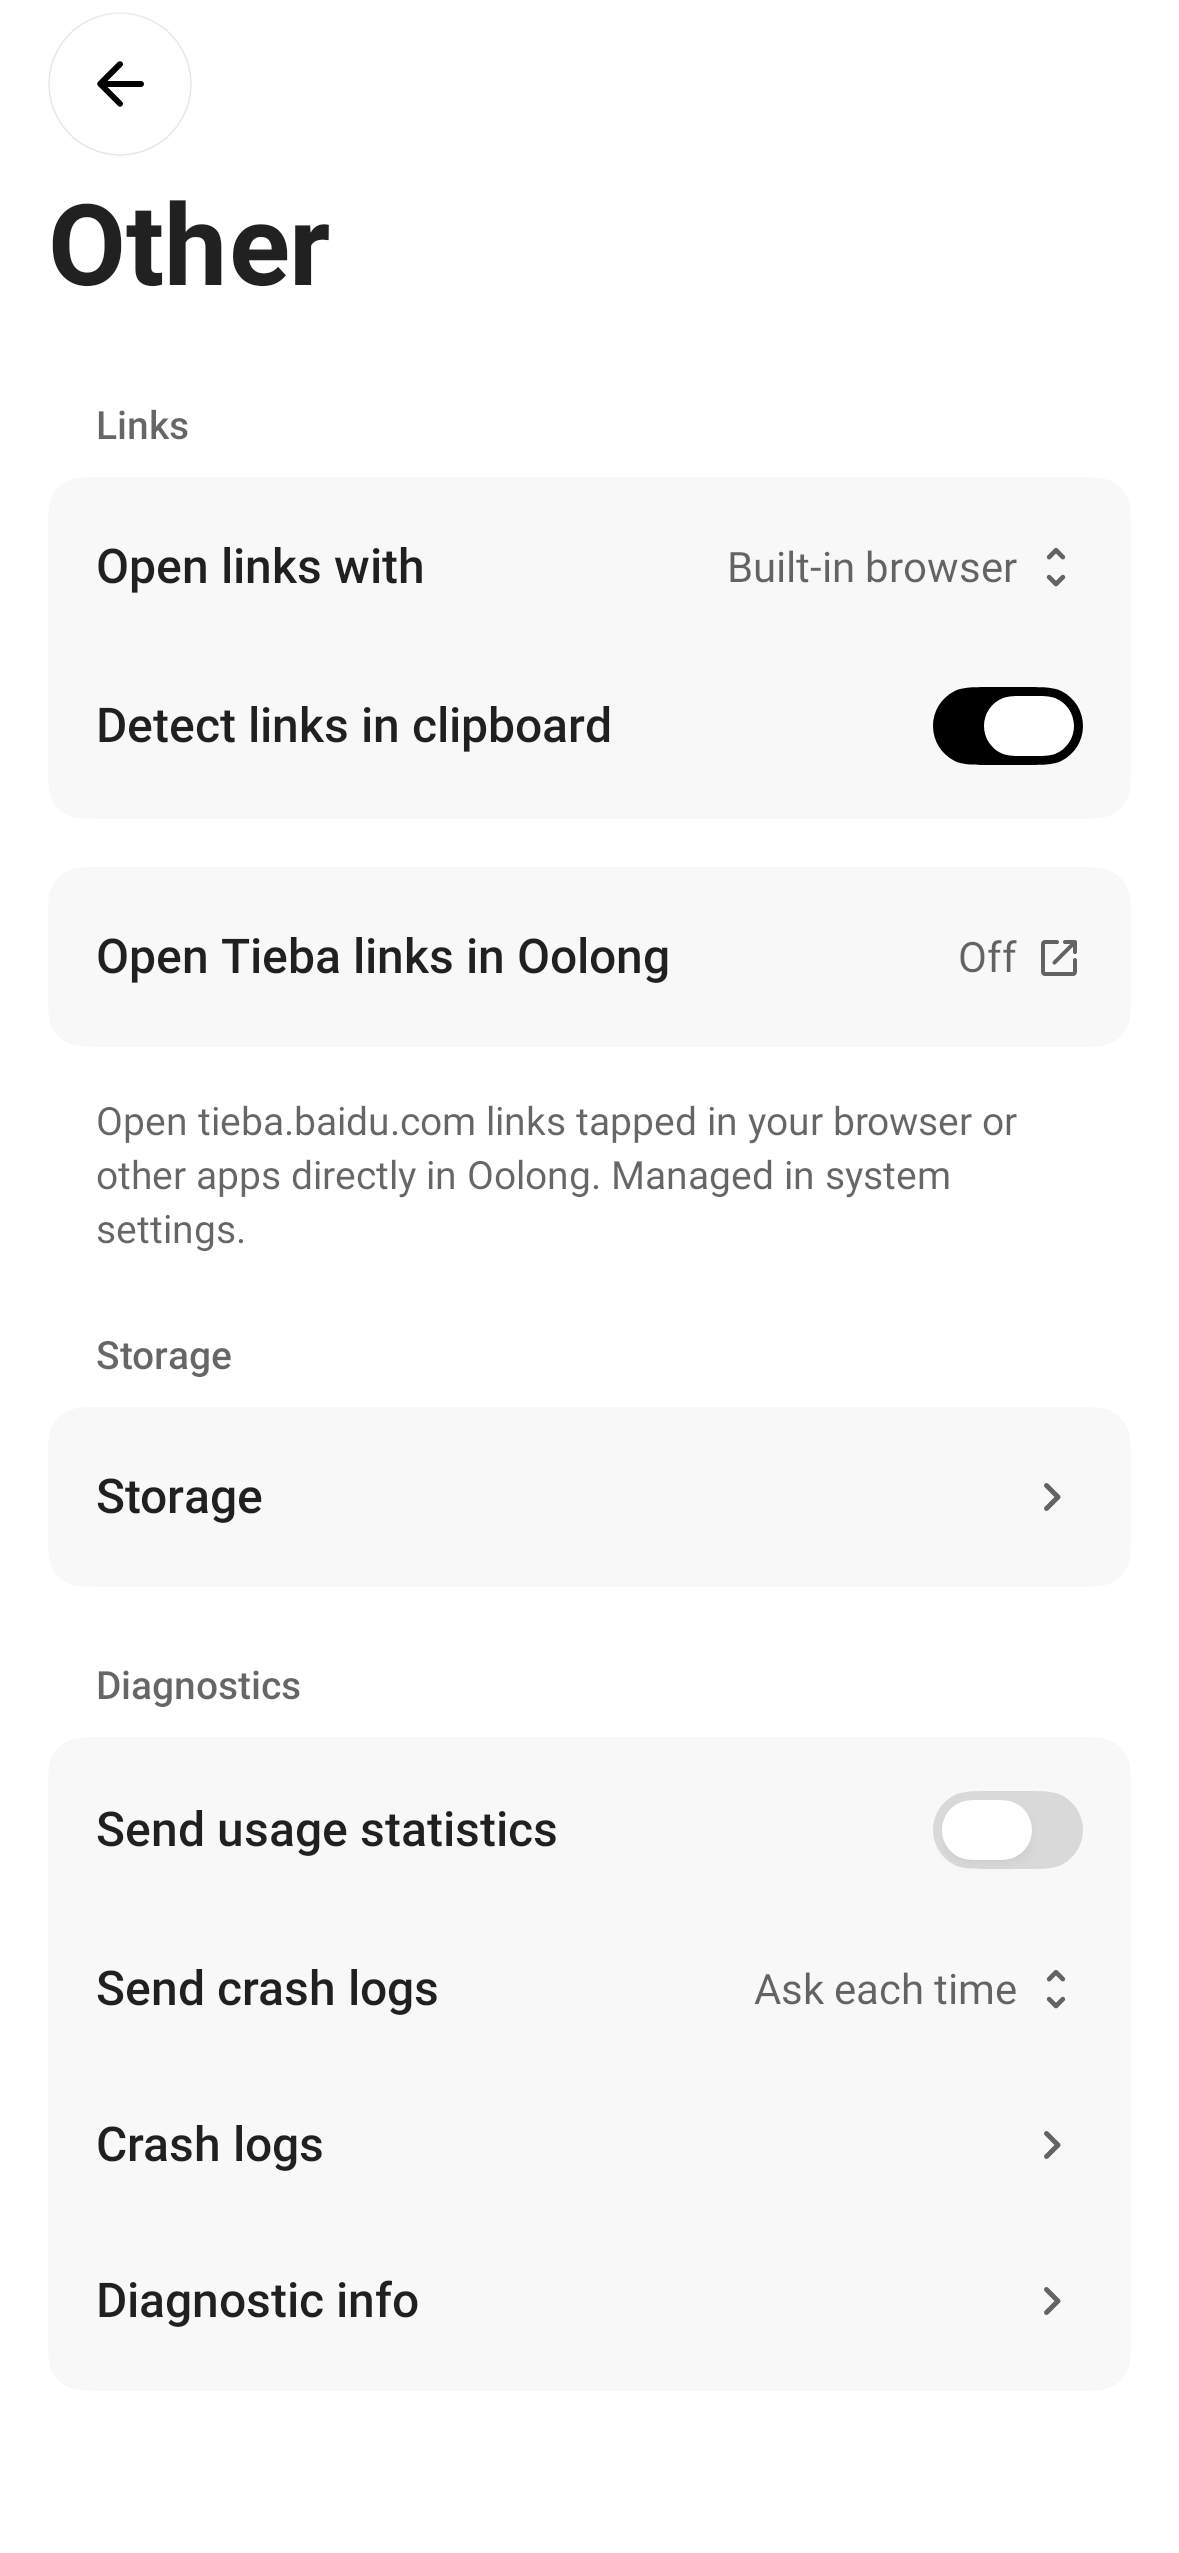 Other
Links
Open links with
Built-in browser
Detect links in clipboard
Open Tieba links in Oolong
Off
Open tieba.baidu.com links tapped in your browser or
other apps directly in Oolong. Managed in system
settings.
Storage
Storage
Diagnostics
Send usage statistics
Send crash logs
Ask each time
Crash logs
Diagnostic info